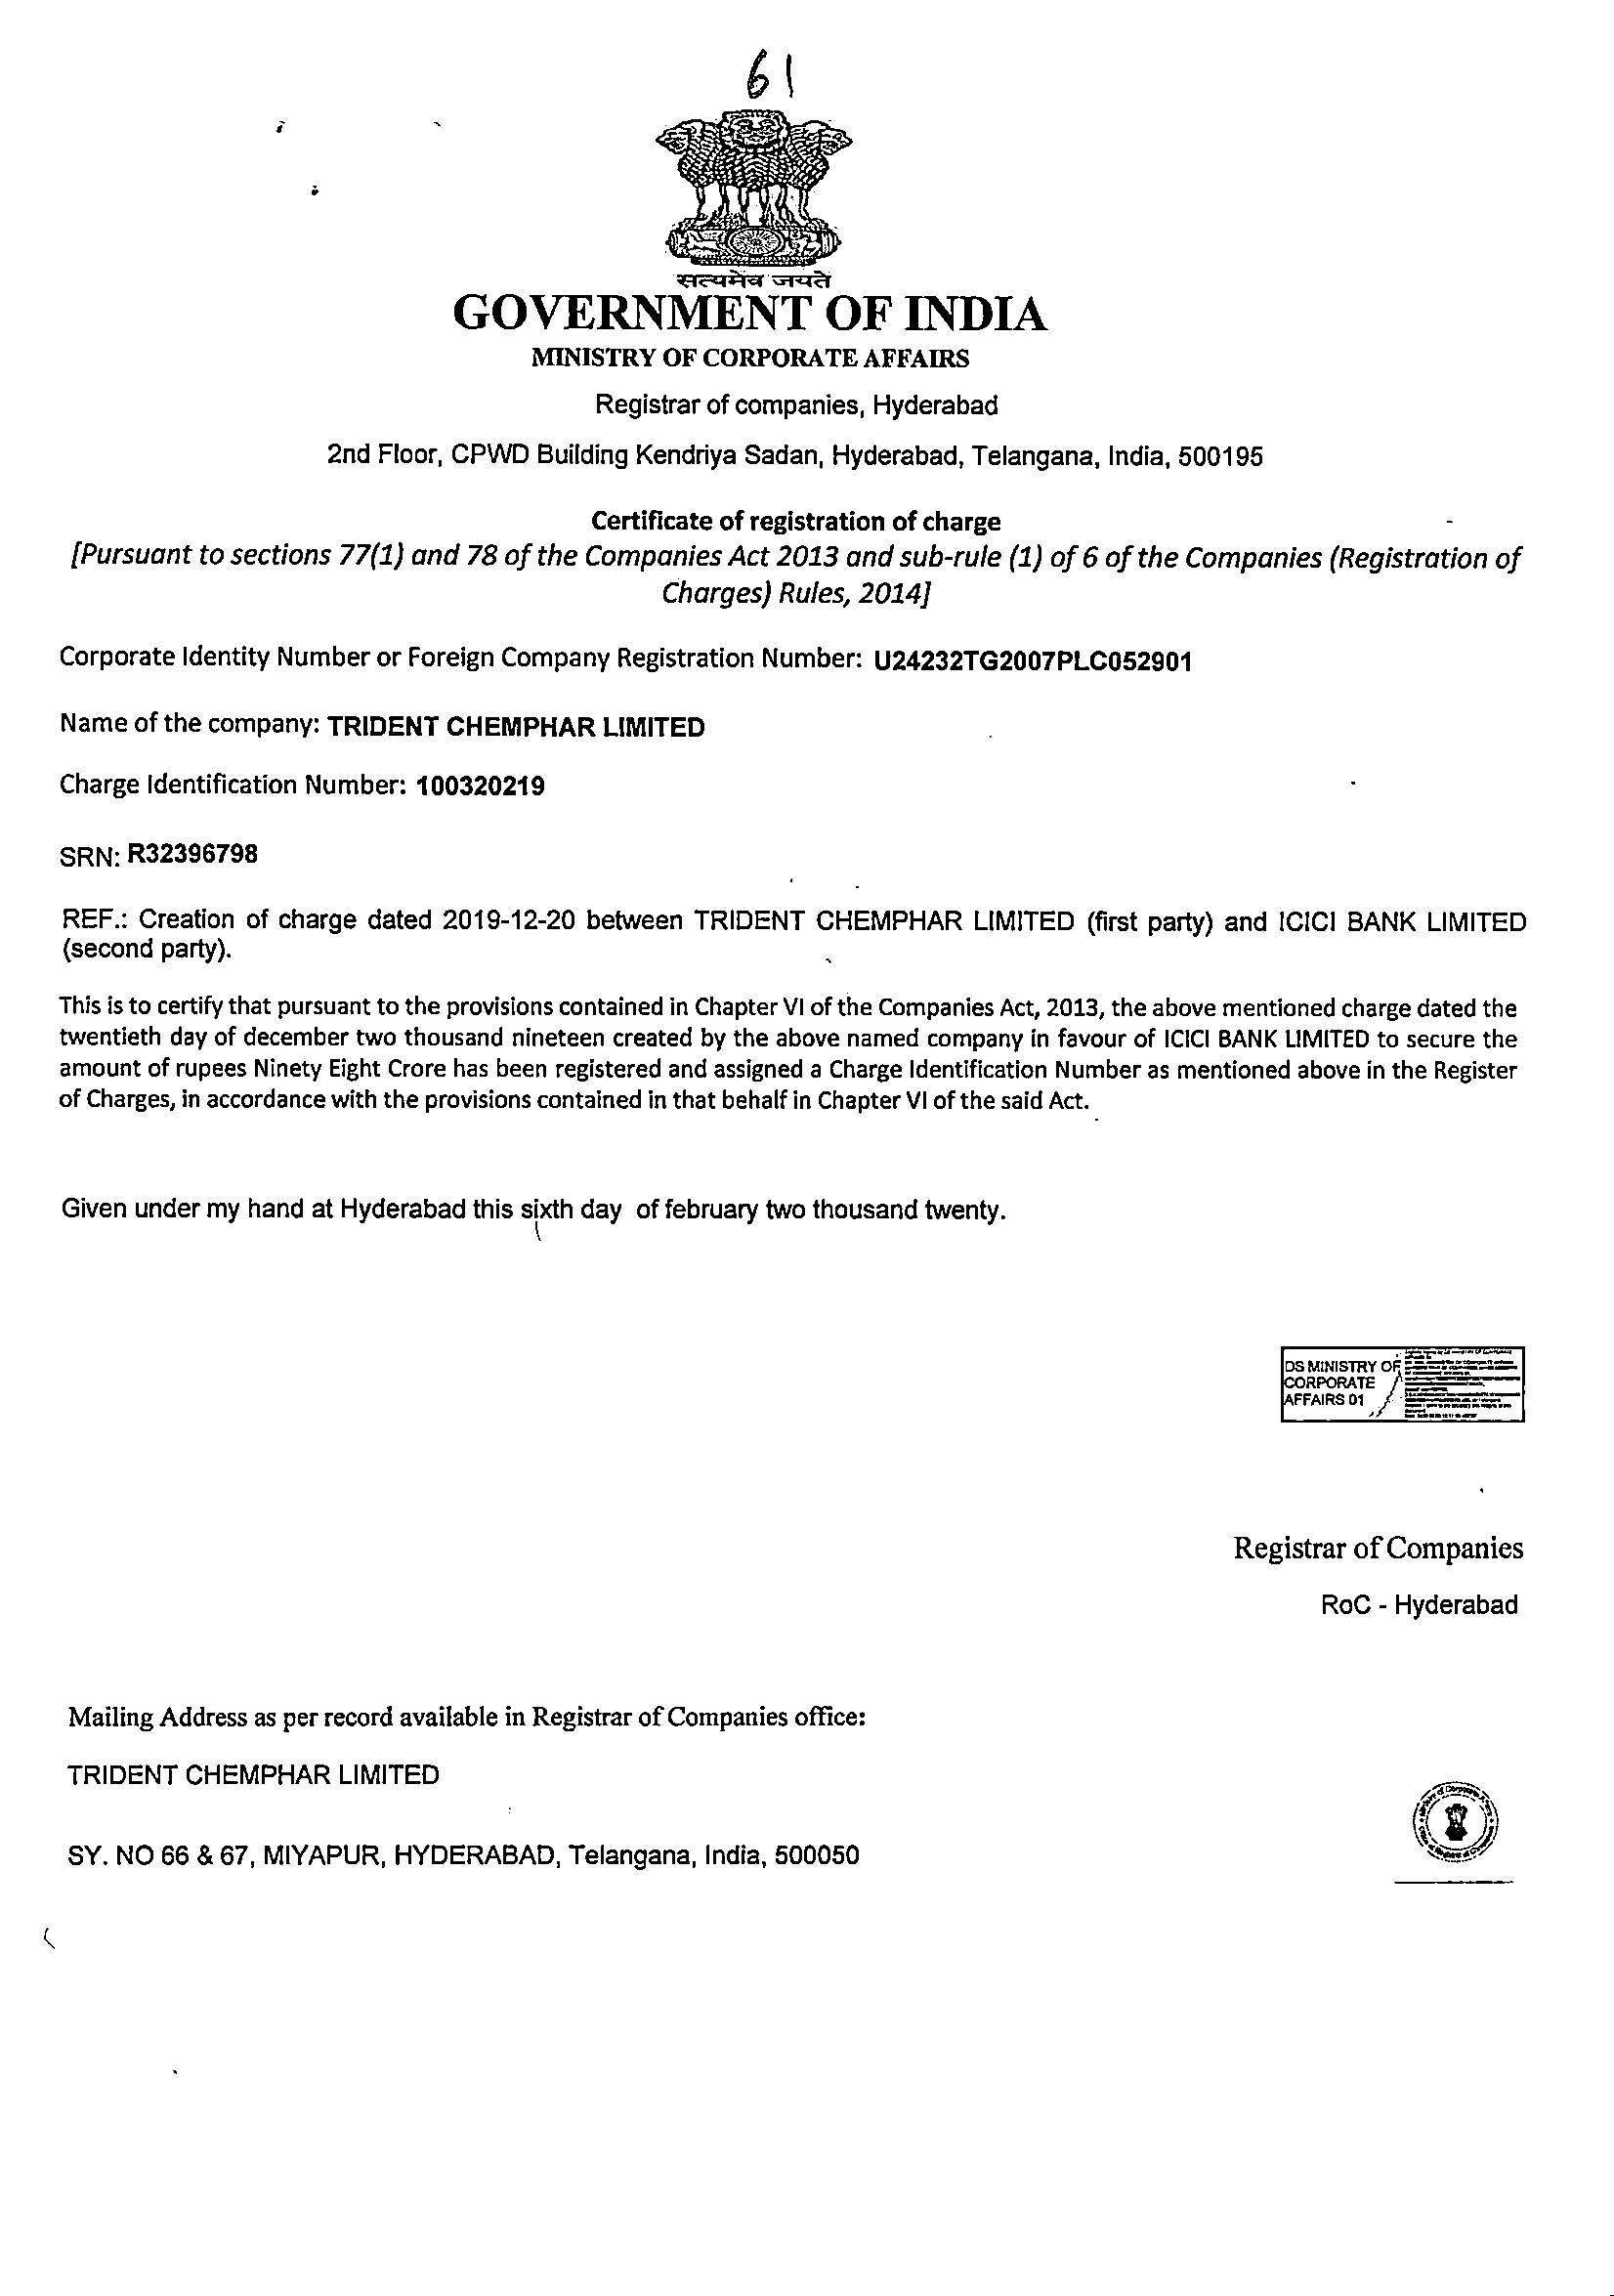 61
सत्यमेव जयते
GOVERNMENT OF INDIA
MINISTRY OF CORPORATE AFFAIRS
Registrar of companies, Hyderabad
2nd Floor, CPWD Building Kendriya Sadan, Hyderabad, Telangana, India, 500195
Certificate of registration of charge
[Pursuant to sections 77(1) and 78 of the Companies Act 2013 and sub-rule (1) of 6 of the Companies (Registration of
Charges) Rules, 2014]
Corporate Identity Number or Foreign Company Registration Number: U24232TG2007PLC052901
Name of the company: TRIDENT CHEMPHAR LIMITED
Charge Identification Number: 100320219
SRN: R32396798
REF.: Creation of charge dated 2019-12-20 between TRIDENT CHEMPHAR LIMITED (first party) and ICICI BANK LIMITED
(second party).
This is to certify that pursuant to the provisions contained in Chapter VI of the Companies Act, 2013, the above mentioned charge dated the
twentieth day of december two thousand nineteen created by the above named company in favour of ICICI BANK LIMITED to secure the
amount of rupees Ninety Eight Crore has been registered and assigned a Charge Identification Number as mentioned above in the Register
of Charges, in accordance with the provisions contained in that behalf in Chapter VI of the said Act.
Given under my hand at Hyderabad this sixth day of february two thousand twenty.
DS MINISTRY OF
CORPORATE
AFFAIRS 01
Registrar of Companies
RoC - Hyderabad
Mailing Address as per record available in Registrar of Companies office:
TRIDENT CHEMPHAR LIMITED
SY. NO 66 & 67, MIYAPUR, HYDERABAD, Telangana, India, 500050